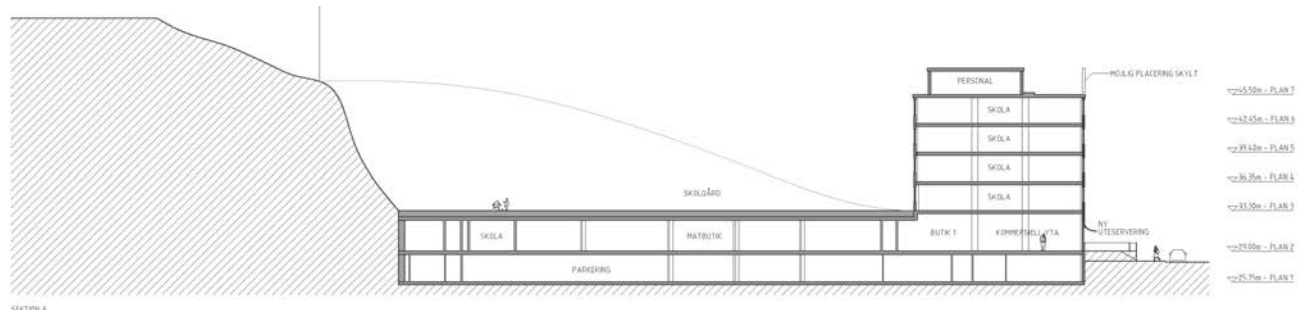 PERSONAL
MÖJLIG PLACERING SKYLT
45.50m - PLAN 7
SKOLA
42.45m - PLAN 6
SKOLA
39.40m - PLAN 5
SKOLA
36.35m - PLAN 4
SKOLGÅRD
SKOLA
33.30m - PLAN 3
NY
UTESERVERING
SKOLA
MATBUTIK
BUTIK 1
KOMMERSIELL YTA
29.00m - PLAN 2
PARKERING
25.75m - PLAN 1
SEKTION A